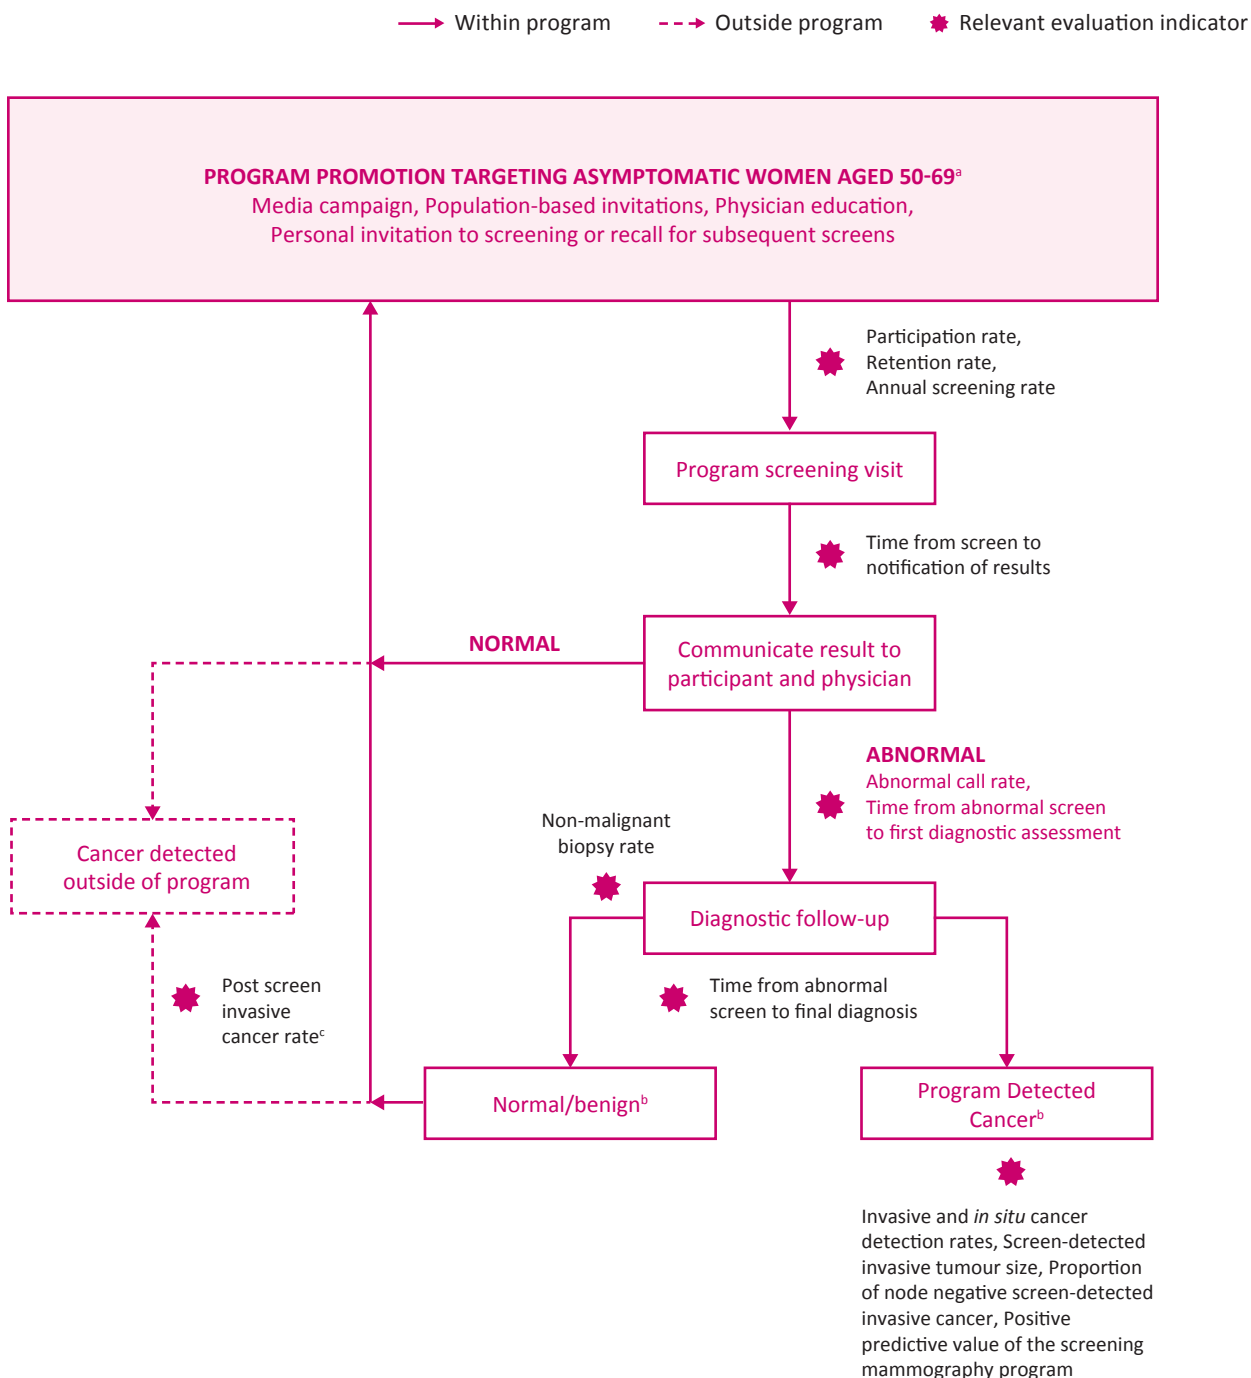 Within program
Outside program
Relevant evaluation indicator
PROGRAM PROMOTION TARGETING ASYMPTOMATIC WOMEN AGED 50-69ᵃ
Media campaign, Population-based invitations, Physician education,
Personal invitation to screening or recall for subsequent screens
Participation rate,
Retention rate,
Annual screening rate
Program screening visit
Time from screen to
notification of results
NORMAL
Communicate result to
participant and physician
ABNORMAL
Abnormal call rate,
Time from abnormal screen
to first diagnostic assessment
Non-malignant
biopsy rate
Cancer detected
outside of program
Diagnostic follow-up
Post screen
invasive
cancer rateᶜ
Time from abnormal
screen to final diagnosis
Normal/benignᵇ
Program Detected
Cancerᵇ
Invasive and in situ cancer
detection rates, Screen-detected
invasive tumour size, Proportion
of node negative screen-detected
invasive cancer, Positive
predictive value of the screening
mammography program